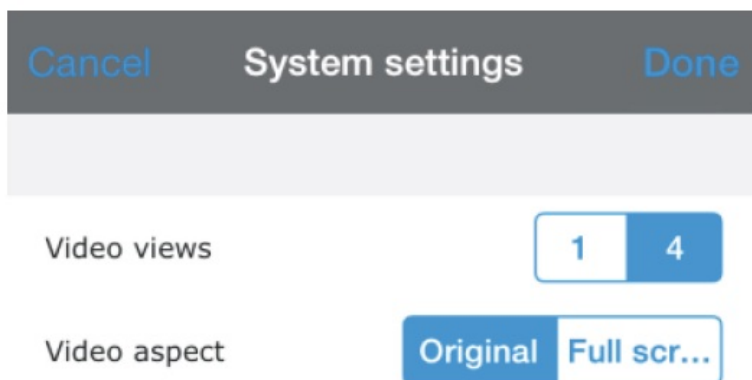 Cancel System settings Done
Video views 1 4
Video aspect Original Full scr...